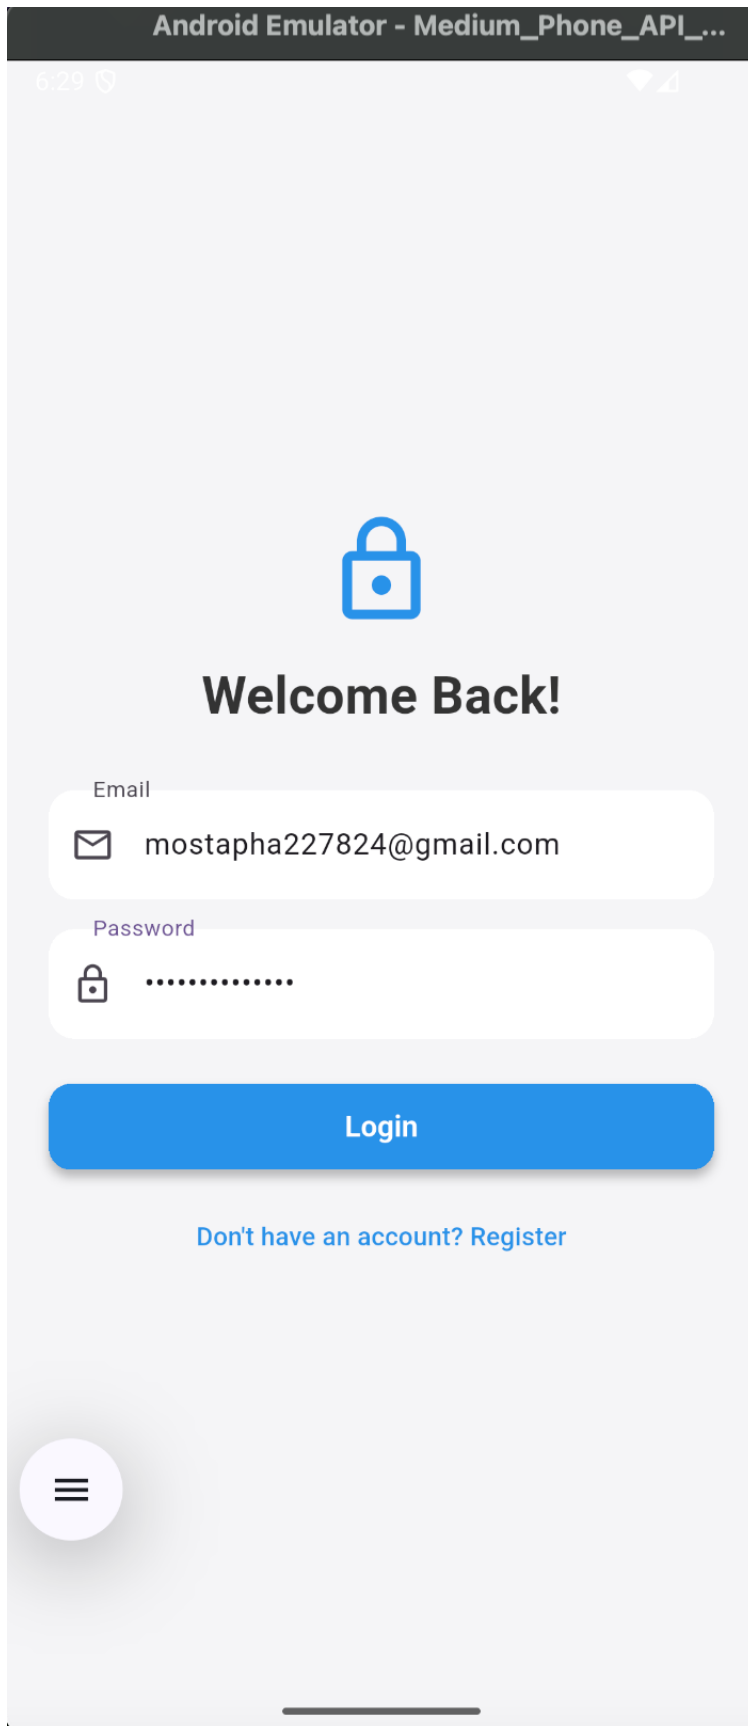 Android Emulator - Medium_Phone_API_...
6:29
Welcome Back!
Email
mostapha227824@gmail.com
Password
••••••••••••••
Login
Don't have an account? Register